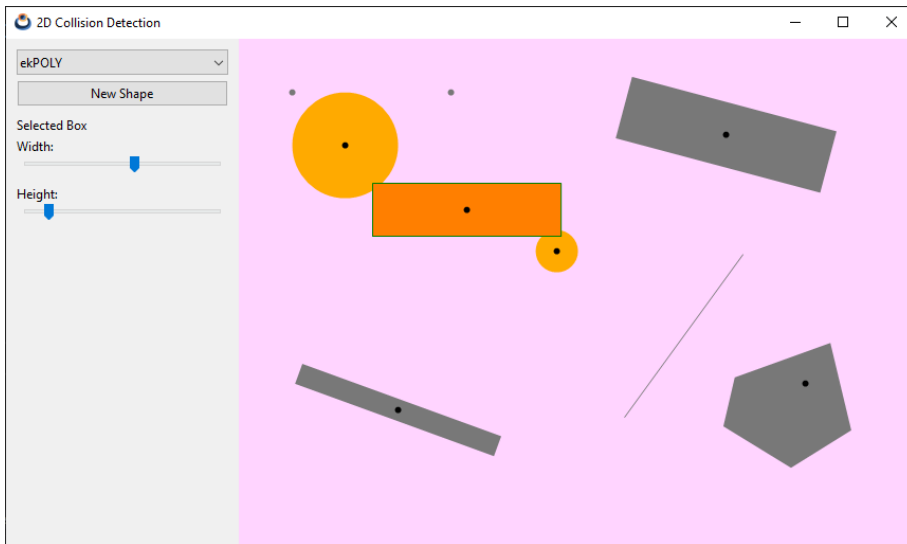 2D Collision Detection
ekPOLY
New Shape
Selected Box
Width:
Height: